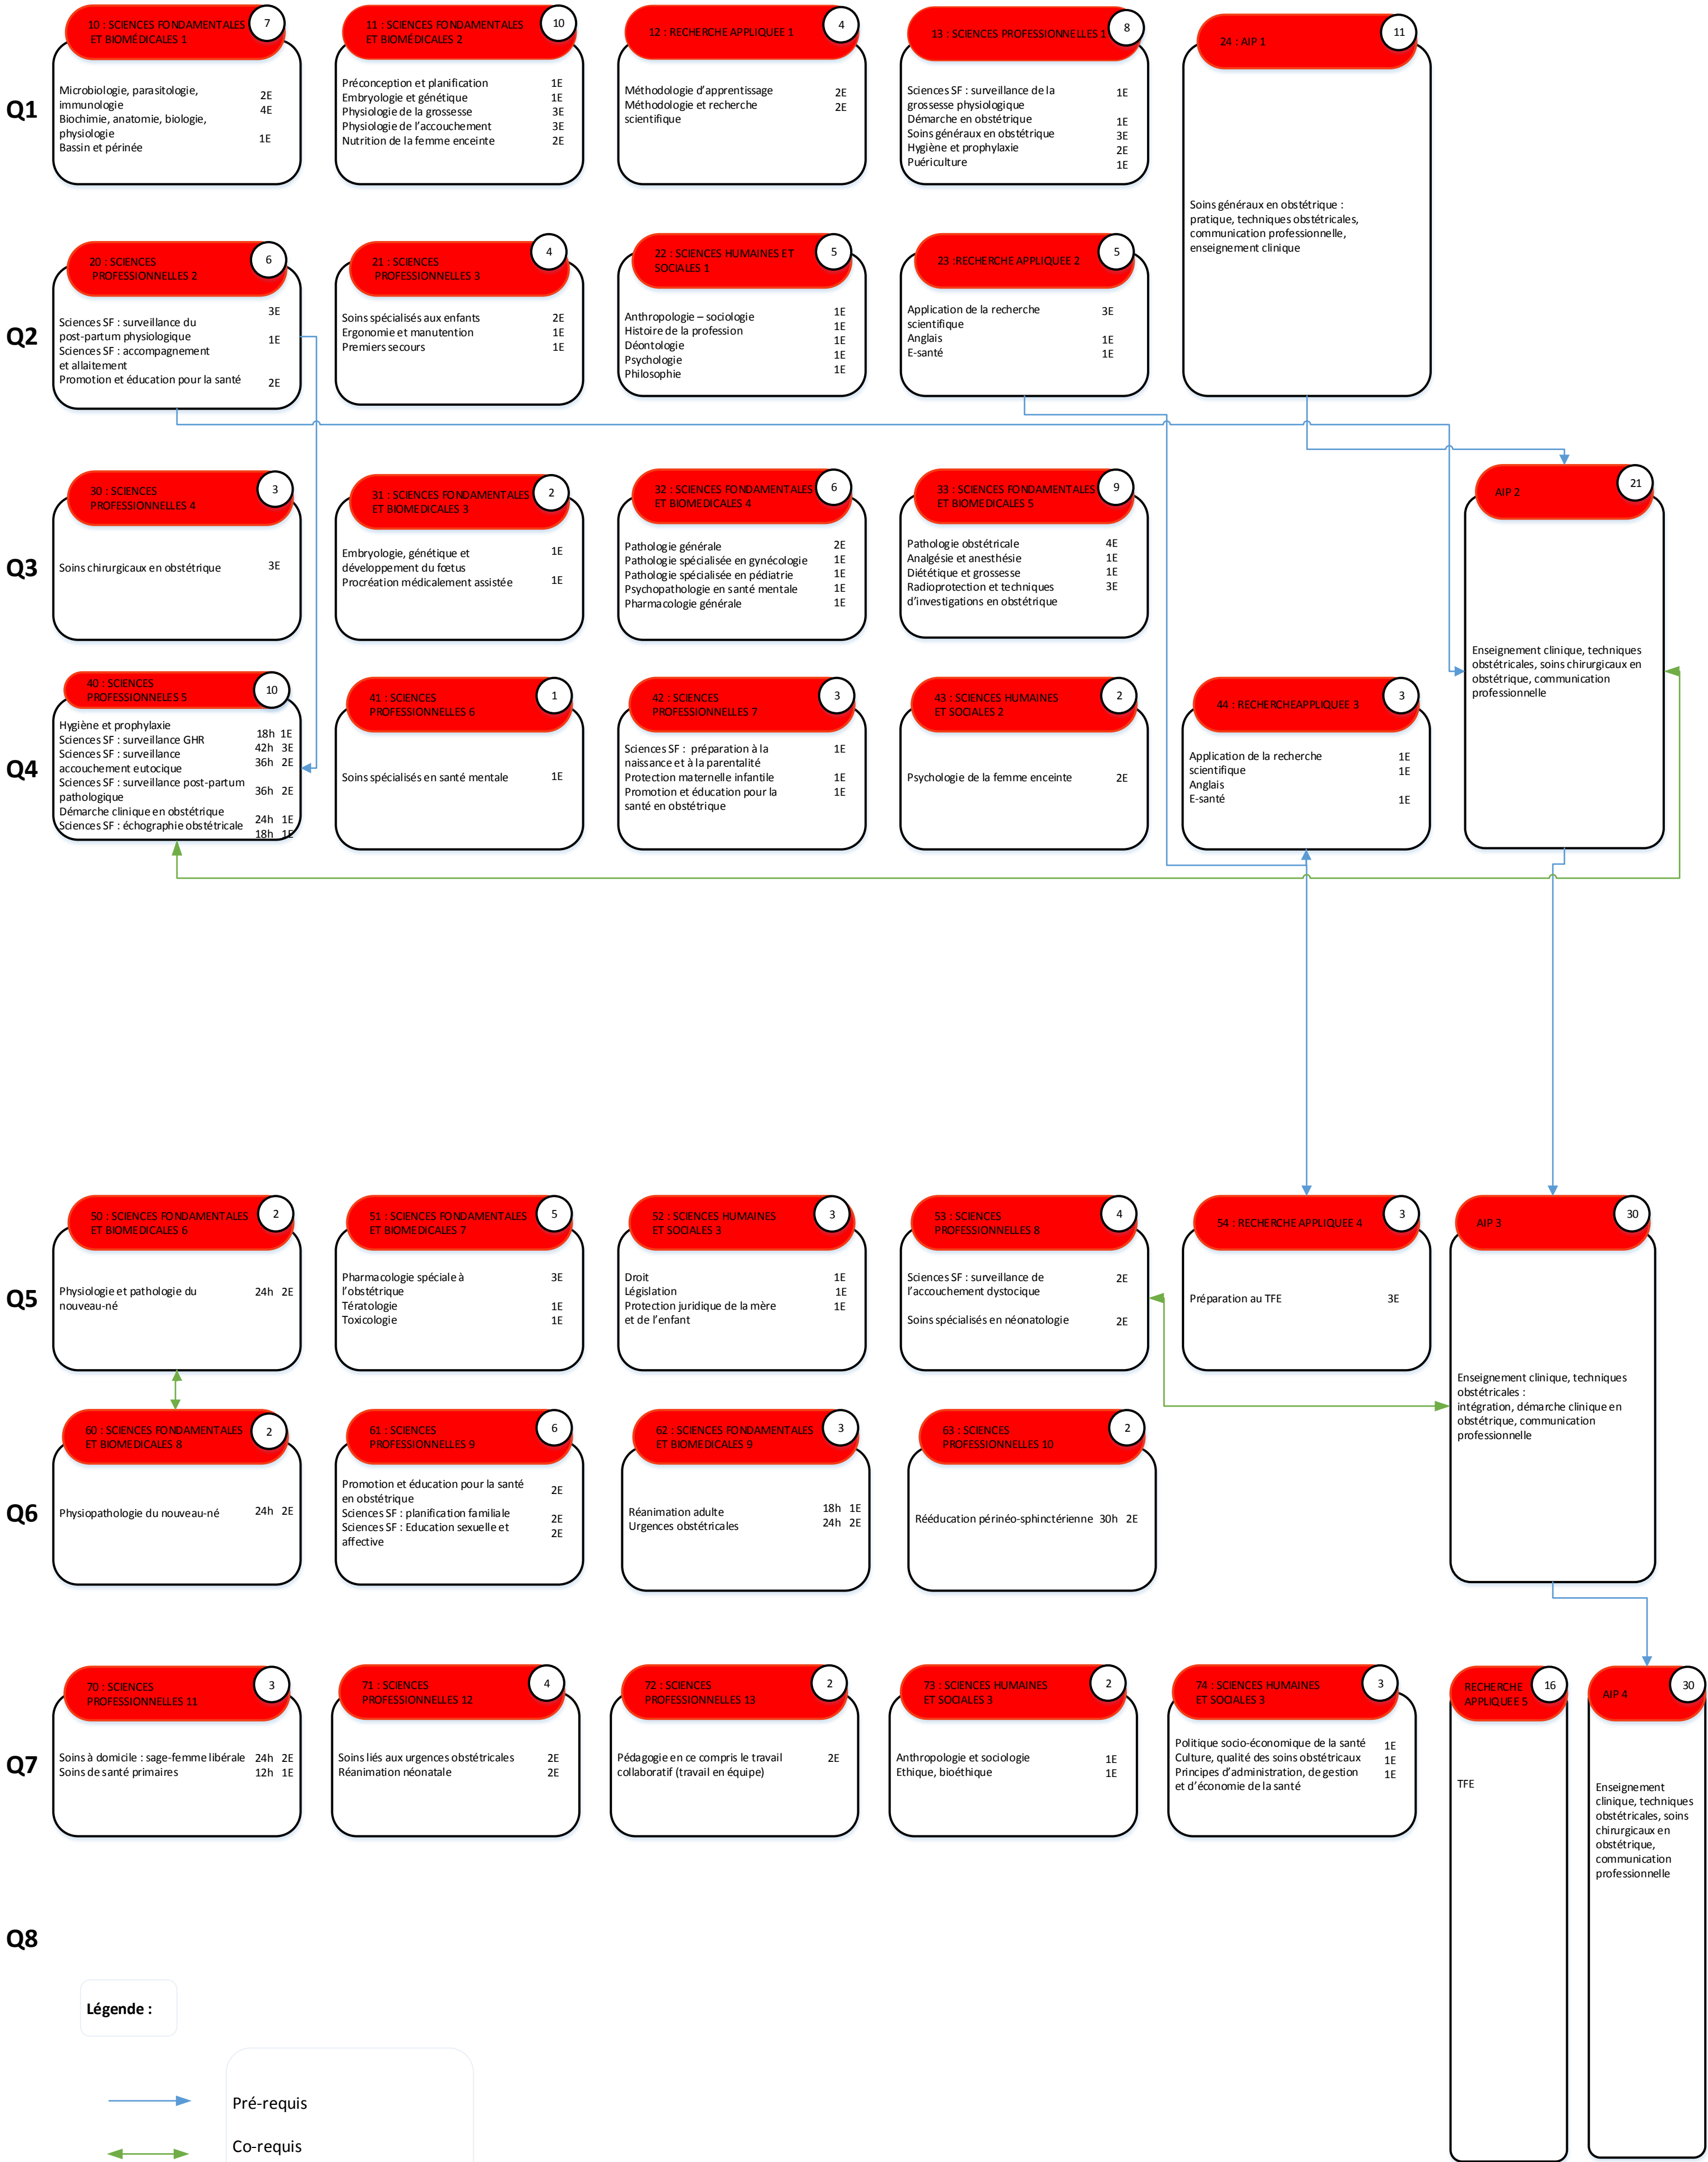 Q1
10 : SCIENCES FONDAMENTALES
ET BIOMÉDICALES 1
7
Microbiologie, parasitologie,
immunologie
Biochimie, anatomie, biologie,
physiologie
Bassin et périnée
2E
4E
1E
11 : SCIENCES FONDAMENTALES
ET BIOMÉDICALES 2
10
Préconception et planification 1E
Embryologie et génétique 1E
Physiologie de la grossesse 3E
Physiologie de l'accouchement 3E
Nutrition de la femme enceinte 2E
12 : RECHERCHE APPLIQUEE 1
4
Méthodologie d'apprentissage 2E
Méthodologie et recherche 2E
scientifique
13 : SCIENCES PROFESSIONNELLES 1
8
Sciences SF : surveillance de la 1E
grossesse physiologique
Démarche en obstétrique 1E
Soins généraux en obstétrique 3E
Hygiène et prophylaxie 2E
Puériculture 1E
24 : AIP 1
11
Soins généraux en obstétrique :
pratique, techniques obstétricales,
communication professionnelle,
enseignement clinique
Q2
20 : SCIENCES
PROFESSIONNELLES 2
6
3E
Sciences SF : surveillance du
post-partum physiologique 1E
Sciences SF : accompagnement
et allaitement
Promotion et éducation pour la santé 2E
21 : SCIENCES
PROFESSIONNELLES 3
4
Soins spécialisés aux enfants 2E
Ergonomie et manutention 1E
Premiers secours 1E
22 : SCIENCES HUMAINES ET
SOCIALES 1
5
Anthropologie – sociologie 1E
Histoire de la profession 1E
Déontologie 1E
Psychologie 1E
Philosophie 1E
23 :RECHERCHE APPLIQUEE 2
5
Application de la recherche 3E
scientifique
Anglais 1E
E-santé 1E
Q3
30 : SCIENCES
PROFESSIONNELLES 4
3
Soins chirurgicaux en obstétrique 3E
31 : SCIENCES FONDAMENTALES
ET BIOMEDICALES 3
2
Embryologie, génétique et 1E
développement du fœtus
Procréation médicalement assistée 1E
32 : SCIENCES FONDAMENTALES
ET BIOMEDICALES 4
6
Pathologie générale 2E
Pathologie spécialisée en gynécologie 1E
Pathologie spécialisée en pédiatrie 1E
Psychopathologie en santé mentale 1E
Pharmacologie générale 1E
33 : SCIENCES FONDAMENTALES
ET BIOMEDICALES 5
9
Pathologie obstétricale 4E
Analgésie et anesthésie 1E
Diététique et grossesse 1E
Radioprotection et techniques 3E
d'investigations en obstétrique
AIP 2
21
Enseignement clinique, techniques
obstétricales, soins chirurgicaux en
obstétrique, communication
professionnelle
Q4
40 : SCIENCES
PROFESSIONNELES 5
10
Hygiène et prophylaxie
Sciences SF : surveillance GHR
Sciences SF : surveillance
accouchement eutocique
Sciences SF : surveillance post-partum
pathologique
Démarche clinique en obstétrique
Sciences SF : échographie obstétricale
18h 1E
42h 3E
36h 2E
36h 2E
24h 1E
18h 1E
41 : SCIENCES
PROFESSIONNELLES 6
1
Soins spécialisés en santé mentale 1E
42 : SCIENCES
PROFESSIONNELLES 7
3
Sciences SF : préparation à la 1E
naissance et à la parentalité
Protection maternelle infantile 1E
Promotion et éducation pour la 1E
santé en obstétrique
43 : SCIENCES HUMAINES
ET SOCIALES 2
2
Psychologie de la femme enceinte 2E
44 : RECHERCHEAPPLIQUEE 3
3
Application de la recherche 1E
scientifique 1E
Anglais
E-santé 1E
Q5
50 : SCIENCES FONDAMENTALES
ET BIOMEDICALES 6
2
Physiologie et pathologie du 24h 2E
nouveau-né
51 : SCIENCES FONDAMENTALES
ET BIOMEDICALES 7
5
Pharmacologie spéciale à 3E
l'obstétrique
Tératologie 1E
Toxicologie 1E
52 : SCIENCES HUMAINES
ET SOCIALES 3
3
Droit 1E
Législation 1E
Protection juridique de la mère 1E
et de l'enfant
53 : SCIENCES
PROFESSIONNELLES 8
4
Sciences SF : surveillance de 2E
l'accouchement dystocique
Soins spécialisés en néonatologie 2E
54 : RECHERCHE APPLIQUEE 4
3
Préparation au TFE 3E
AIP 3
30
Enseignement clinique, techniques
obstétricales :
intégration, démarche clinique en
obstétrique, communication
professionnelle
Q6
60 : SCIENCES FONDAMENTALES
ET BIOMEDICALES 8
2
Physiopathologie du nouveau-né 24h 2E
61 : SCIENCES
PROFESSIONNELLES 9
6
Promotion et éducation pour la santé 2E
en obstétrique
Sciences SF : planification familiale 2E
Sciences SF : Education sexuelle et 2E
affective
62 : SCIENCES FONDAMENTALES
ET BIOMEDICALES 9
3
Réanimation adulte 18h 1E
Urgences obstétricales 24h 2E
63 : SCIENCES
PROFESSIONNELLES 10
2
Rééducation périnéo-sphinctérienne 30h 2E
Q7
70 : SCIENCES
PROFESSIONNELLES 11
3
Soins à domicile : sage-femme libérale 24h 2E
Soins de santé primaires 12h 1E
71 : SCIENCES
PROFESSIONNELLES 12
4
Soins liés aux urgences obstétricales 2E
Réanimation néonatale 2E
72 : SCIENCES
PROFESSIONNELLES 13
2
Pédagogie en ce compris le travail 2E
collaboratif (travail en équipe)
73 : SCIENCES HUMAINES
ET SOCIALES 3
2
Anthropologie et sociologie 1E
Ethique, bioéthique 1E
74 : SCIENCES HUMAINES
ET SOCIALES 3
3
Politique socio-économique de la santé 1E
Culture, qualité des soins obstétricaux 1E
Principes d'administration, de gestion 1E
et d'économie de la santé
RECHERCHE
APPLIQUEE 5
16
TFE
AIP 4
30
Enseignement
clinique, techniques
obstétricales, soins
chirurgicaux en
obstétrique,
communication
professionnelle
Q8
Légende :
Pré-requis
Co-requis